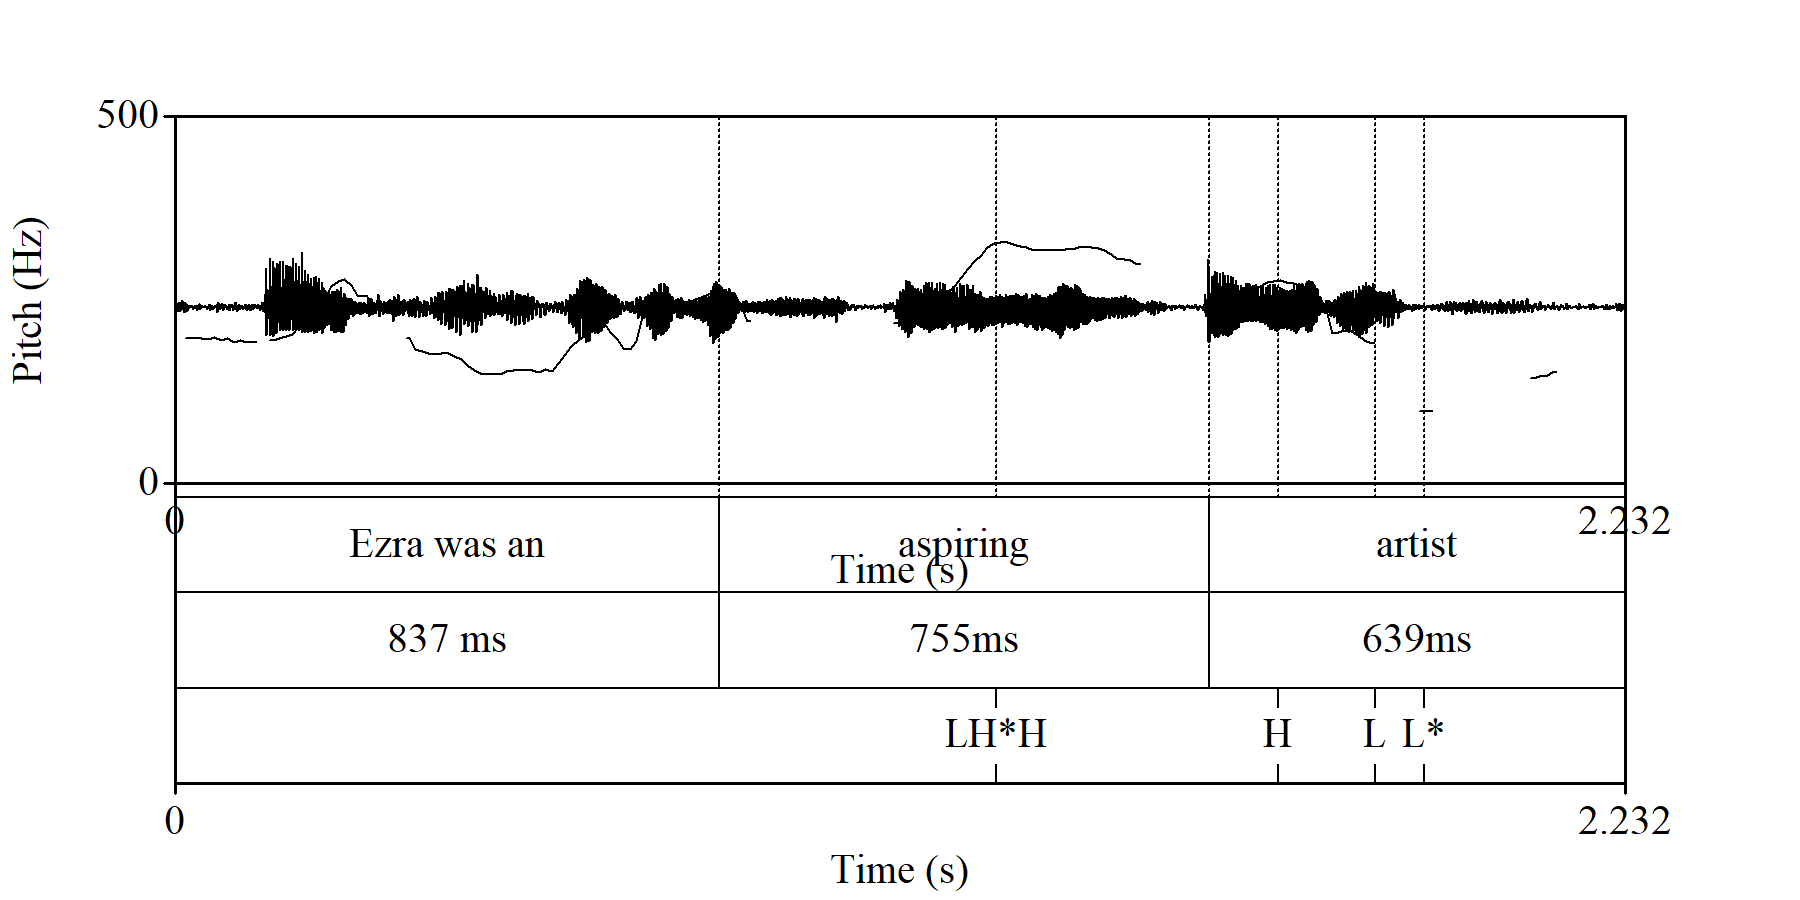 500
Pitch (Hz)
0
0 2.232
Ezra was an aspiring artist
Time (s)
837 ms 755ms 639ms
LH*H H L L*
0 2.232
Time (s)